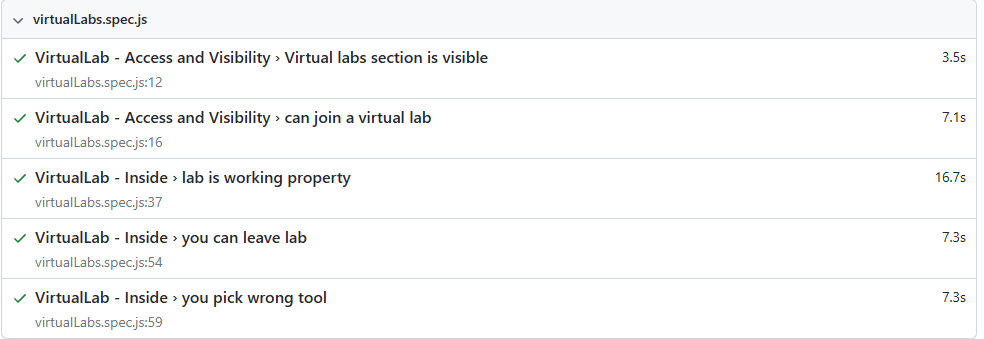 virtualLabs.spec.js
VirtualLab - Access and Visibility › Virtual labs section is visible 3.5s
virtualLabs.spec.js:12
VirtualLab - Access and Visibility › can join a virtual lab 7.1s
virtualLabs.spec.js:16
VirtualLab - Inside › lab is working property 16.7s
virtualLabs.spec.js:37
VirtualLab - Inside › you can leave lab 7.3s
virtualLabs.spec.js:54
VirtualLab - Inside › you pick wrong tool 7.3s
virtualLabs.spec.js:59